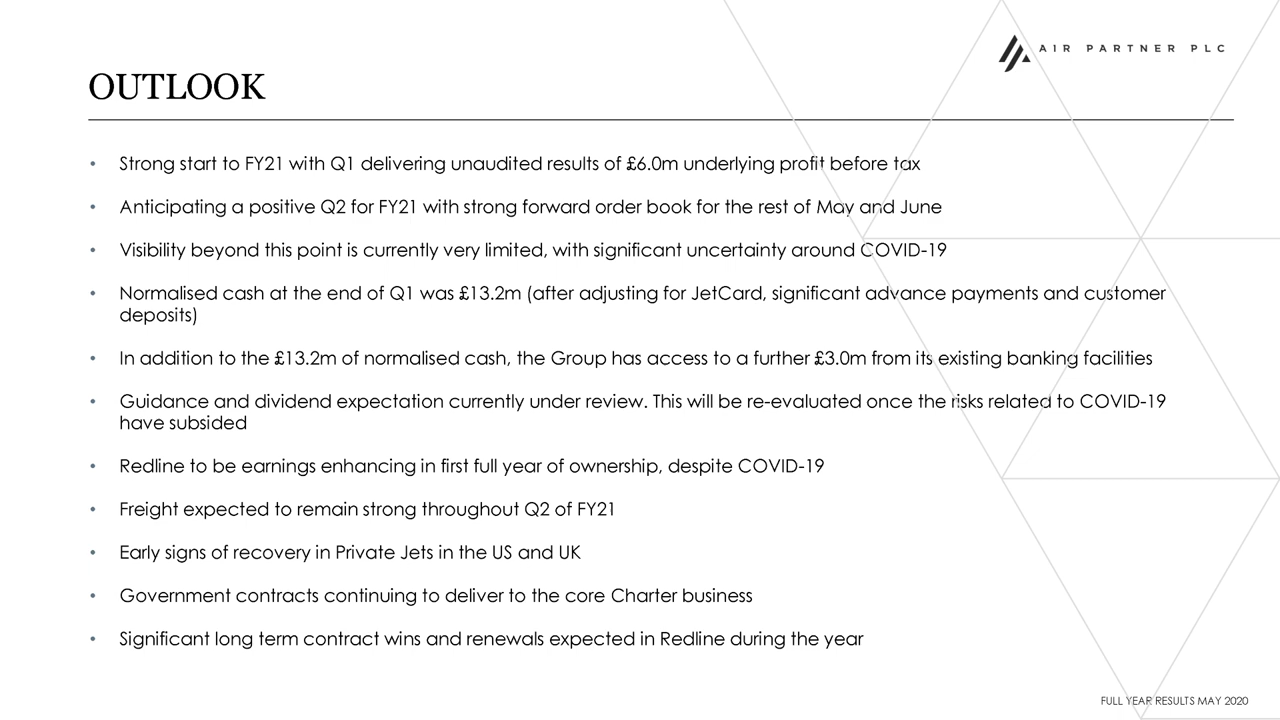 AIR PARTNER PLC
OUTLOOK
• Strong start to FY21 with Q1 delivering unaudited results of £6.0m underlying profit before tax
• Anticipating a positive Q2 for FY21 with strong forward order book for the rest of May and June
• Visibility beyond this point is currently very limited, with significant uncertainty around COVID-19
• Normalised cash at the end of Q1 was £13.2m (after adjusting for JetCard, significant advance payments and customer
deposits)
• In addition to the £13.2m of normalised cash, the Group has access to a further £3.0m from its existing banking facilities
• Guidance and dividend expectation currently under review. This will be re-evaluated once the risks related to COVID-19
have subsided
• Redline to be earnings enhancing in first full year of ownership, despite COVID-19
• Freight expected to remain strong throughout Q2 of FY21
• Early signs of recovery in Private Jets in the US and UK
• Government contracts continuing to deliver to the core Charter business
• Significant long term contract wins and renewals expected in Redline during the year
FULL YEAR RESULTS MAY 2020